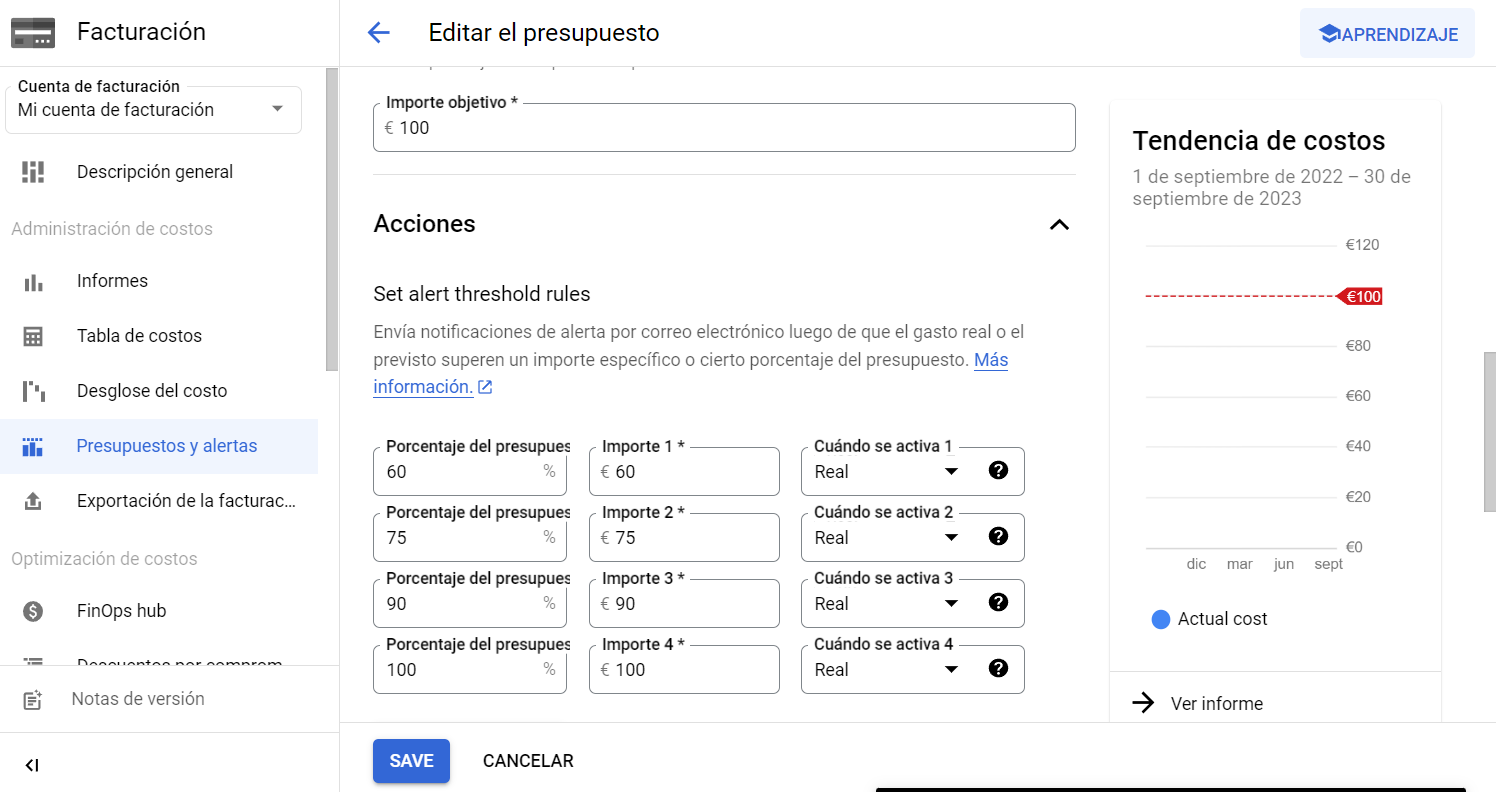 Facturación
Cuenta de facturación
Mi cuenta de facturación
Descripción general
Administración de costos
Informes
Tabla de costos
Desglose del costo
Presupuestos y alertas
Exportación de la facturac...
Optimización de costos
FinOps hub
Descuentos por comprom...
Notas de versión
Editar el presupuesto
APRENDIZAJE
Importe objetivo *
€ 100
Acciones
Set alert threshold rules
Envía notificaciones de alerta por correo electrónico luego de que el gasto real o el
previsto superen un importe específico o cierto porcentaje del presupuesto. Más
información.
Porcentaje del presupues Importe 1 * Cuándo se activa 1
60 % € 60 Real
Porcentaje del presupues Importe 2 * Cuándo se activa 2
75 % € 75 Real
Porcentaje del presupues Importe 3 * Cuándo se activa 3
90 % € 90 Real
Porcentaje del presupues Importe 4 * Cuándo se activa 4
100 % € 100 Real
SAVE CANCELAR
Tendencia de costos
1 de septiembre de 2022 – 30 de
septiembre de 2023
€120
€100
€80
€60
€40
€20
€0
dic mar jun sept
Actual cost
Ver informe